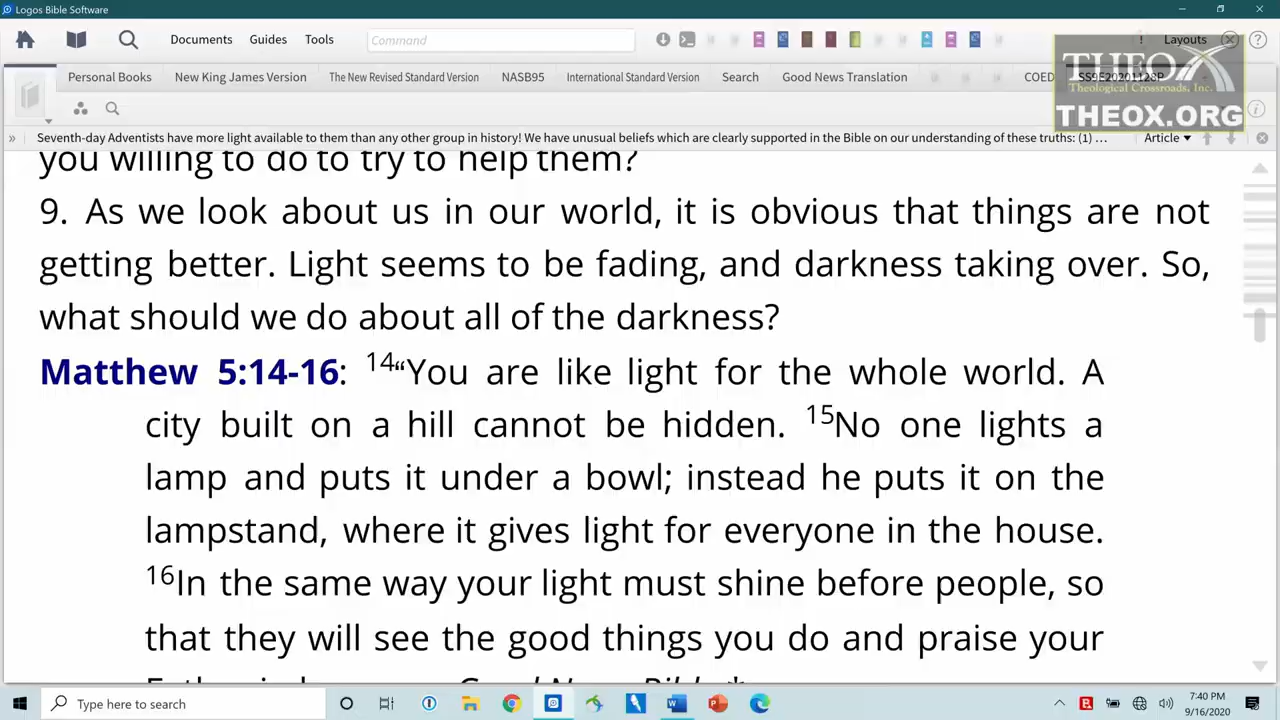 Logos Bible Software
Documents Guides Tools Command Layouts
THEOX
Theological Crossroads, Inc.
THEOX.ORG
Personal Books New King James Version The New Revised Standard Version NASB95 International Standard Version Search Good News Translation COED SS9E20201128P
Seventh-day Adventists have more light available to them than any other group in history! We have unusual beliefs which are clearly supported in the Bible on our understanding of these truths: (1) ... Article
you willing to do to try to help them?
9. As we look about us in our world, it is obvious that things are not
getting better. Light seems to be fading, and darkness taking over. So,
what should we do about all of the darkness?
Matthew 5:14-16: 14“You are like light for the whole world. A
city built on a hill cannot be hidden. 15No one lights a
lamp and puts it under a bowl; instead he puts it on the
lampstand, where it gives light for everyone in the house.
16In the same way your light must shine before people, so
that they will see the good things you do and praise your
Type here to search
7:40 PM
9/16/2020